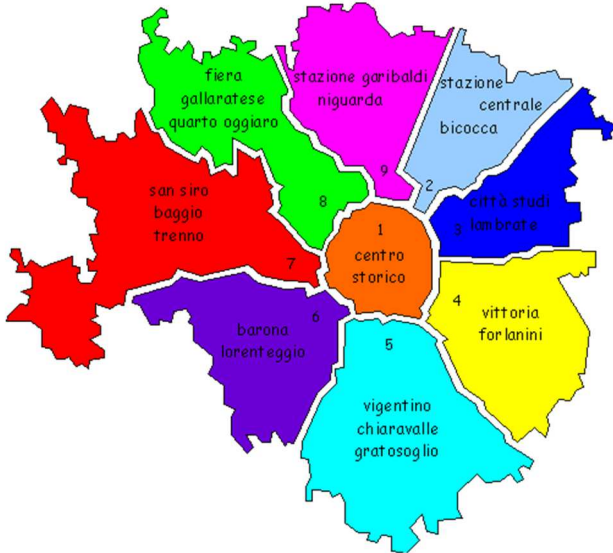 fiera
gallaratese
quarto oggiaro
8
stazione garibaldi
niguarda
9
stazione
centrale
bicocca
2
san siro
baggio
trenno
7
1
centro
storico
città studi
3 lambrate
4
vittoria
forlanini
6
barona
lorenteggio
5
vigentino
chiaravalle
gratosoglio